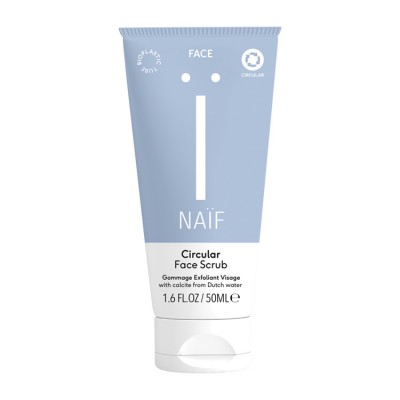 BIOPLASTIC TUBE
FACE
CIRCULAR
NAÏF
Circular
Face Scrub
Gommage Exfoliant Visage
with calcite from Dutch water
1.6 FL.OZ/50ML℮